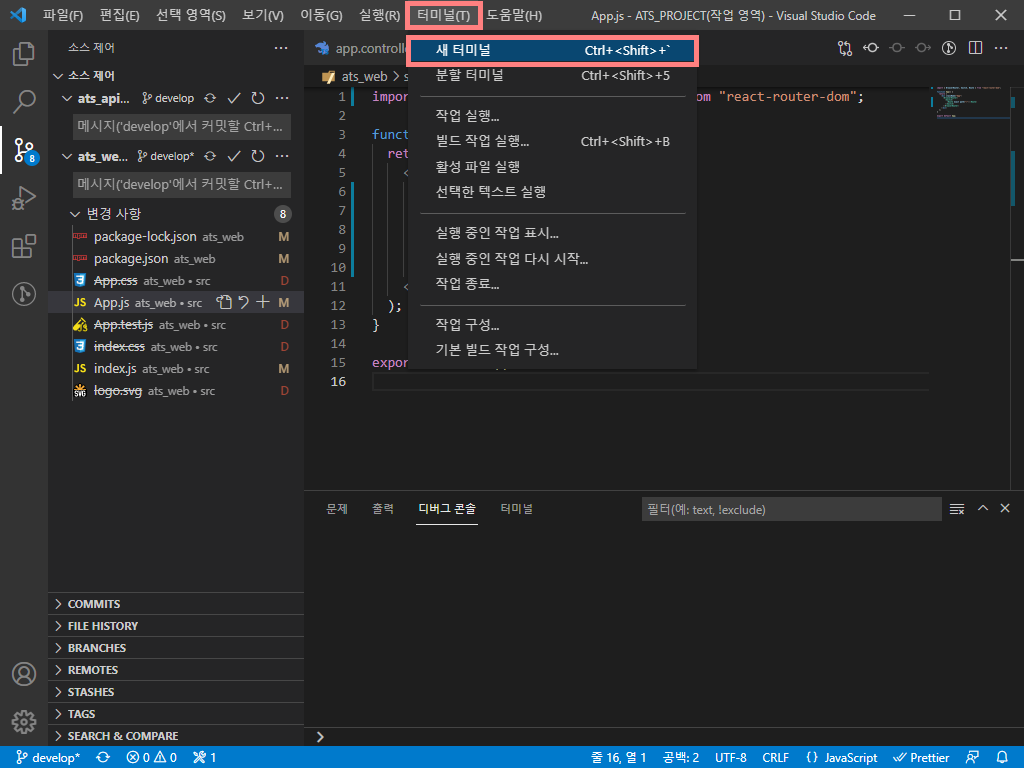 파일(F) 편집(E) 선택 영역(S) 보기(V) 이동(G) 실행(R) 터미널(T) 도움말(H) App.js - ATS_PROJECT(작업 영역) - Visual Studio Code
소스 제어
소스 제어
ats_api... develop
메시지('develop'에서 커밋할 Ctrl+...
ats_we... develop*
메시지('develop'에서 커밋할 Ctrl+...
변경 사항 8
package-lock.json ats_web M
package.json ats_web M
App.css ats_web • src D
App.js ats_web • src M
App.test.js ats_web • src D
index.css ats_web • src D
index.js ats_web • src M
logo.svg ats_web • src D
8
COMMITS
FILE HISTORY
BRANCHES
REMOTES
STASHES
TAGS
SEARCH & COMPARE
app.controlle
ats_web > s
새 터미널 Ctrl+<Shift>+`
분할 터미널 Ctrl+<Shift>+5
작업 실행...
빌드 작업 실행... Ctrl+<Shift>+B
활성 파일 실행
선택한 텍스트 실행
실행 중인 작업 표시...
실행 중인 작업 다시 시작...
작업 종료...
작업 구성...
기본 빌드 작업 구성...
1 impor om "react-router-dom";
2
3 funct
4 ret
5 <
6
7
8
9
10
11 <
12 );
13 }
14
15 expor
16
문제 출력 디버그 콘솔 터미널 필터(예: text, !exclude)
develop* 0 0 1 줄 16, 열 1 공백: 2 UTF-8 CRLF {} JavaScript Prettier